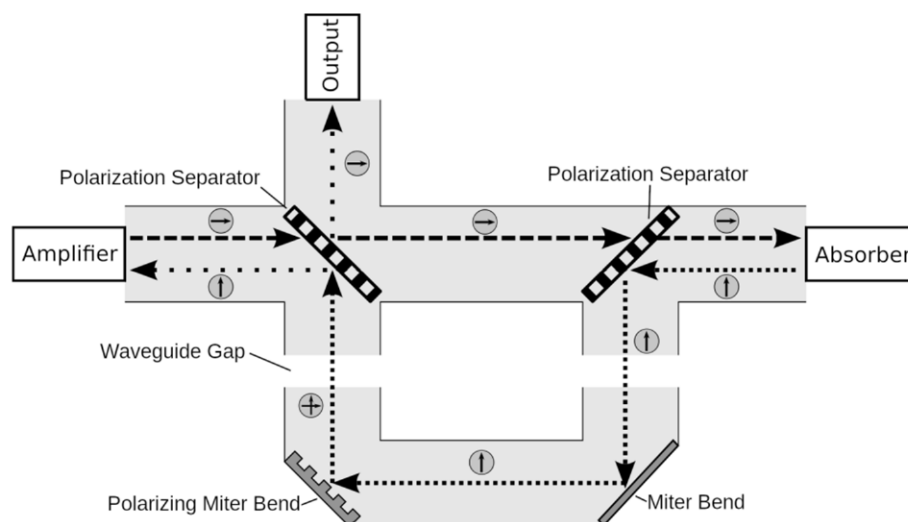 Output
Polarization Separator
Polarization Separator
Amplifier
Absorber
Waveguide Gap
Polarizing Miter Bend
Miter Bend